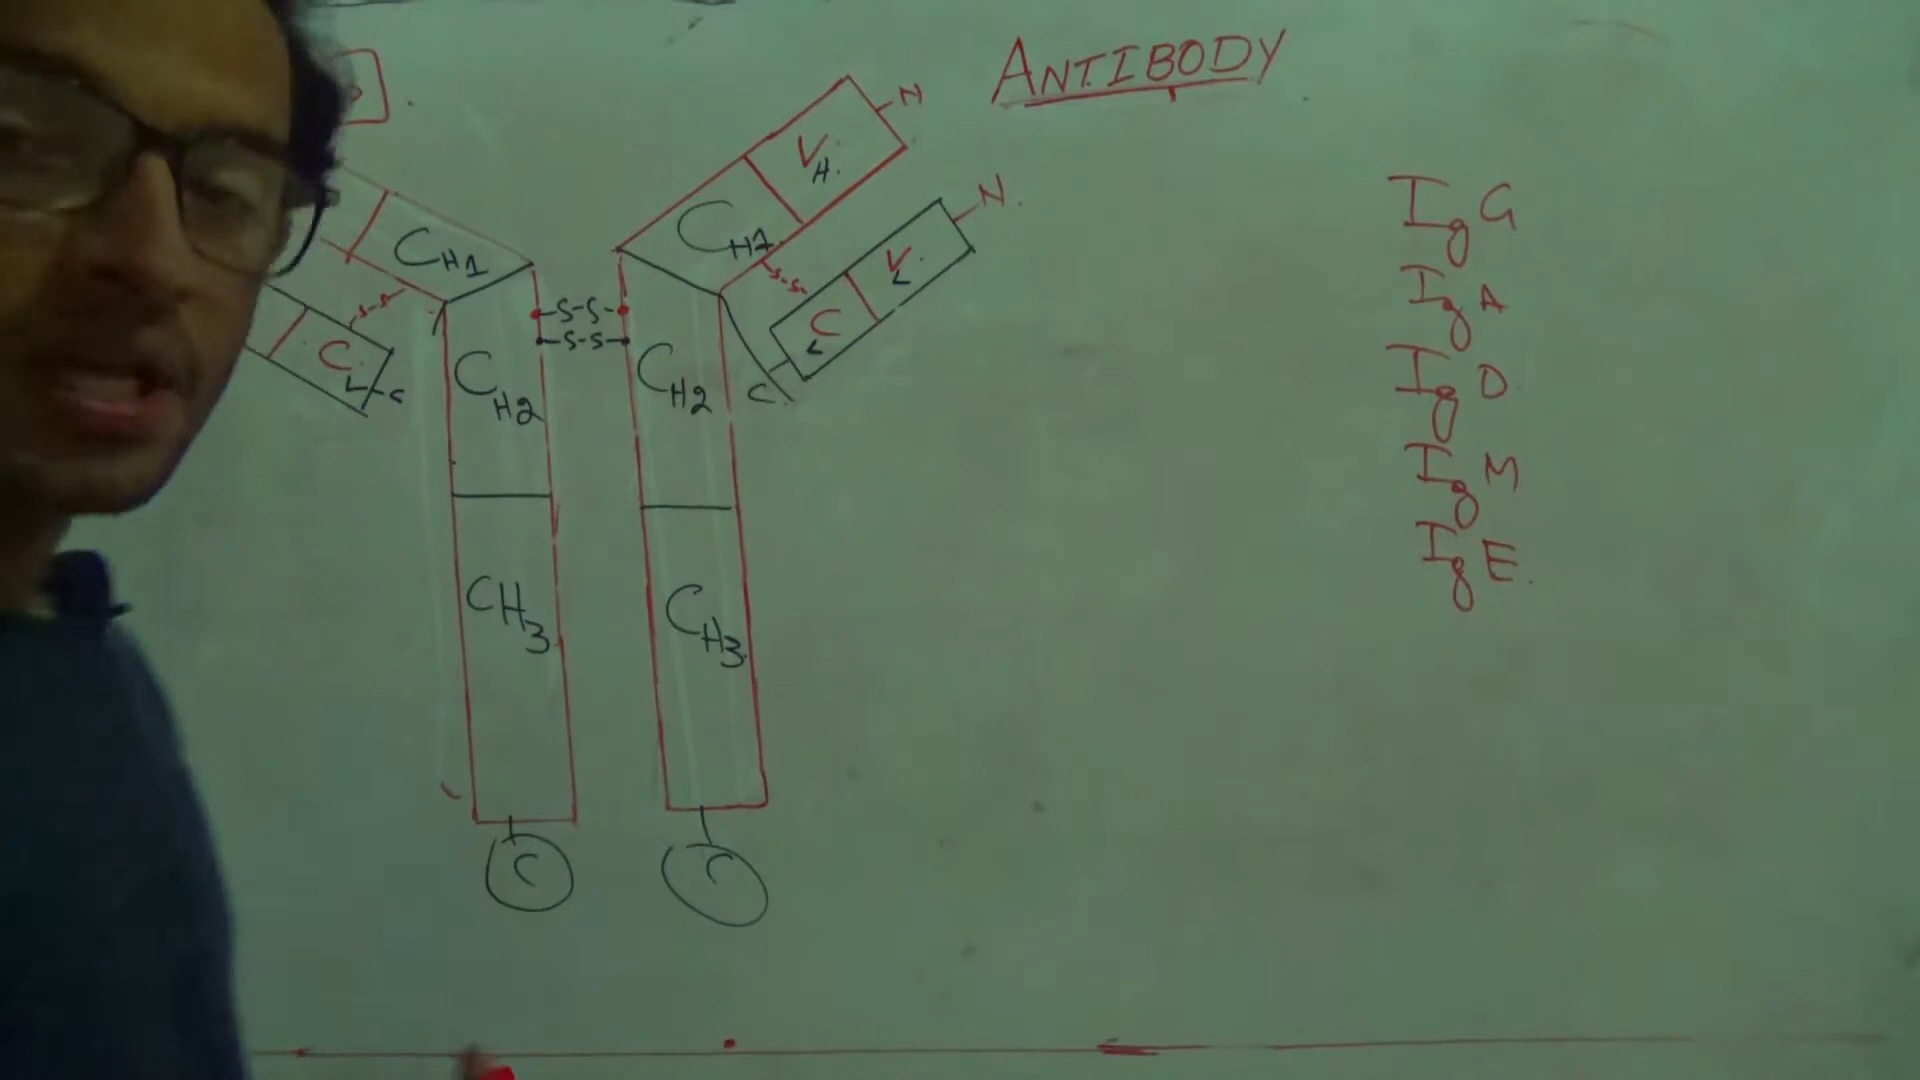 ANTIBODY
N
VH
N
CH1
CH1
VL
S-S
S-S
S-S
S-S
CL
CL
C
C
CH2
CH2
CH3
CH3
C
C
IgG
IgA
IgD
IgM
IgE